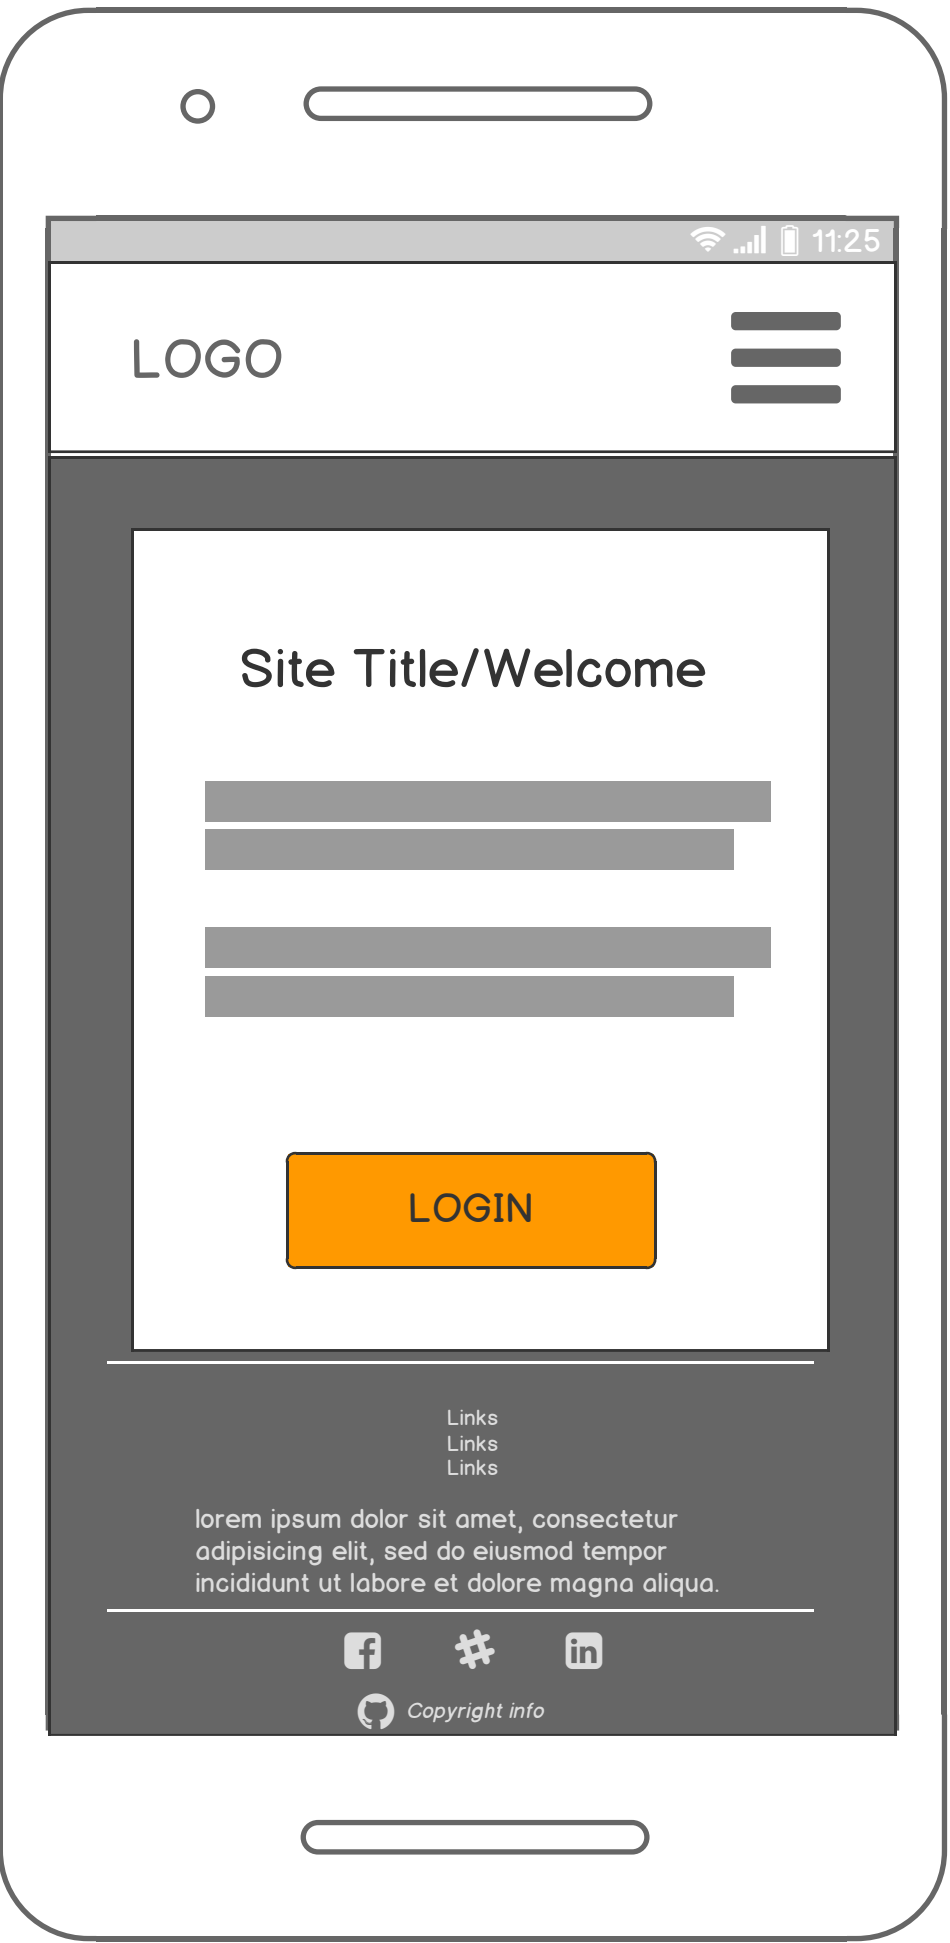 11:25
LOGO
Site Title/Welcome
LOGIN
Links
Links
Links
lorem ipsum dolor sit amet, consectetur
adipisicing elit, sed do eiusmod tempor
incididunt ut labore et dolore magna aliqua.
Copyright info